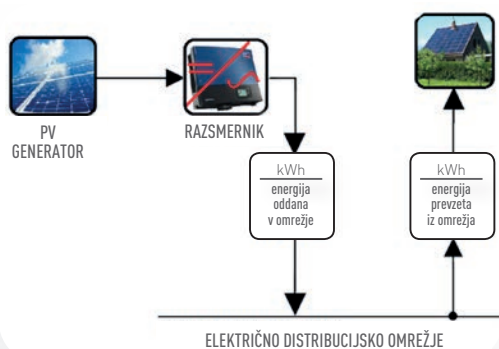 PV
GENERATOR
RAZSMERNIK
kWh
energija
oddana
v omrežje
kWh
energija
prevzeta
iz omrežja
ELEKTRIČNO DISTRIBUCIJSKO OMREŽJE